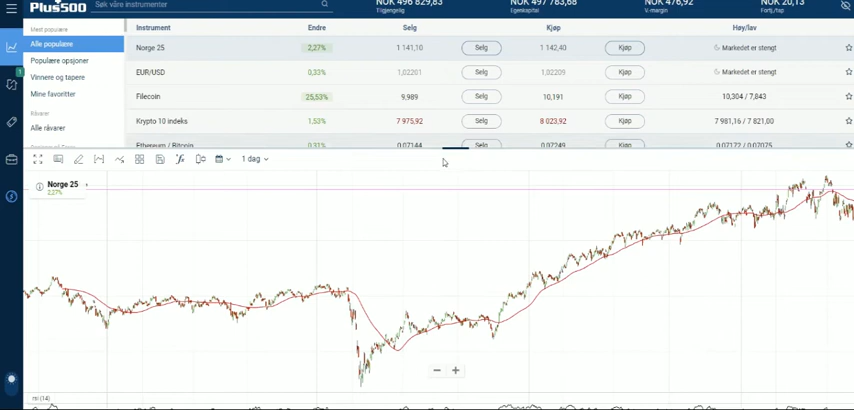 Plus500
Søk våre instrumenter
NOK 496 829,83
Tilgjengelig
NOK 497 783,68
Egenkapital
NOK 476,92
V.-margin
NOK 20,13
Fortj./tap
Mest populære
Alle populære
Populære opsjoner
Vinnere og tapere
Mine favoritter
Råvarer
Alle råvarer
Instrument Endre Selg Kjøp Høy/lav
Norge 25 2,27% 1 141,10 Selg 1 142,40 Kjøp Markedet er stengt
EUR/USD 0,33% 1,02201 Selg 1,02209 Kjøp Markedet er stengt
Filecoin 25,53% 9,989 Selg 10,191 Kjøp 10,304 / 7,843
Krypto 10 indeks 1,53% 7 975,92 Selg 8 023,92 Kjøp 7 981,16 / 7 821,00
Ethereum / Bitcoin 0,31% 0,07144 Selg 0,07249 Kjøp 0,07172 / 0,07075
1
1 dag
Norge 25
2,27%
rsi (14)